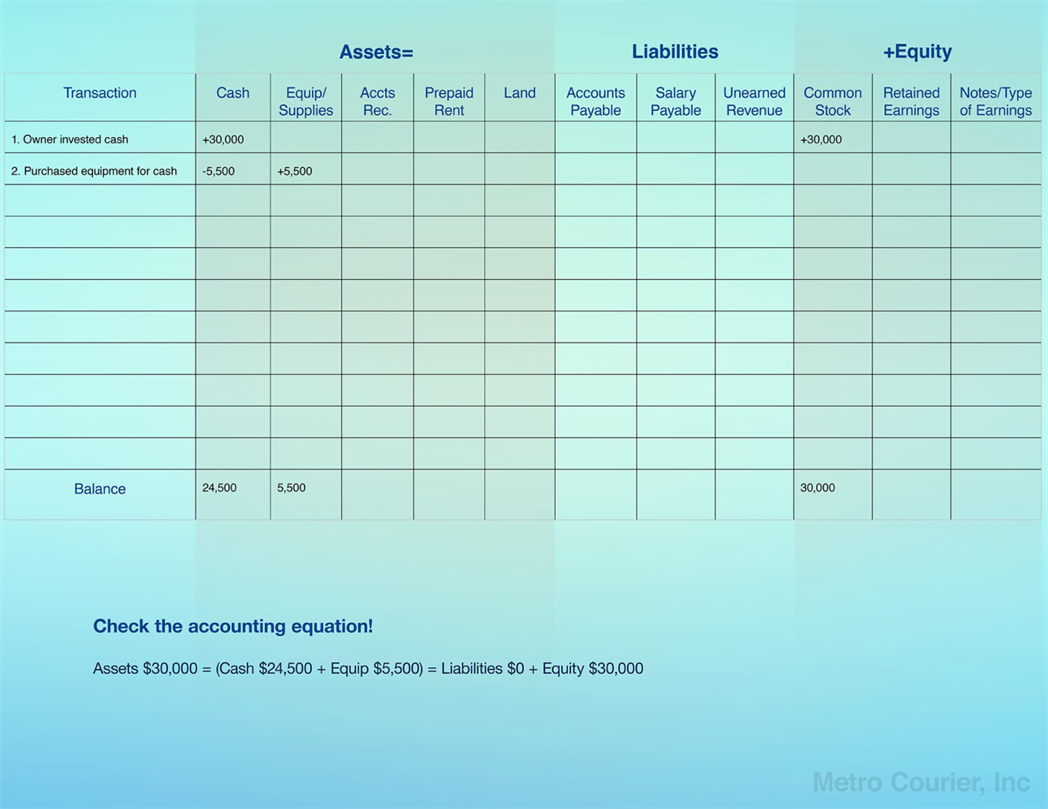 Assets= Liabilities +Equity
Transaction Cash Equip/ Accts Prepaid Land Accounts Salary Unearned Common Retained Notes/Type
Supplies Rec. Rent Payable Payable Revenue Stock Earnings of Earnings
1. Owner invested cash +30,000 +30,000
2. Purchased equipment for cash -5,500 +5,500
Balance 24,500 5,500 30,000
Check the accounting equation!
Assets $30,000 = (Cash $24,500 + Equip $5,500) = Liabilities $0 + Equity $30,000
Metro Courier, Inc